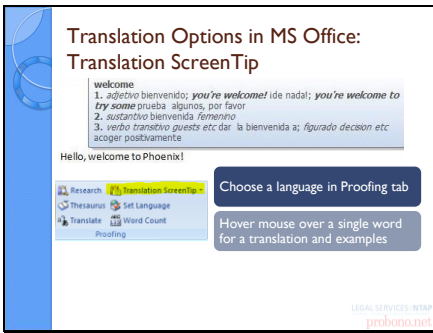 Translation Options in MS Office:
Translation ScreenTip
welcome
1. adjetivo bienvenido; you're welcome! ¡de nada!; you're welcome to
try some prueba algunos, por favor
2. sustantivo bienvenida femenino
3. verbo transitivo guests etc dar la bienvenida a; figurado decision etc
acoger positivamente
Hello, welcome to Phoenix!
Research Translation ScreenTip
Thesaurus Set Language
Translate Word Count
Proofing
Choose a language in Proofing tab
Hover mouse over a single word
for a translation and examples
LEGAL SERVICES NTAP
probono.net